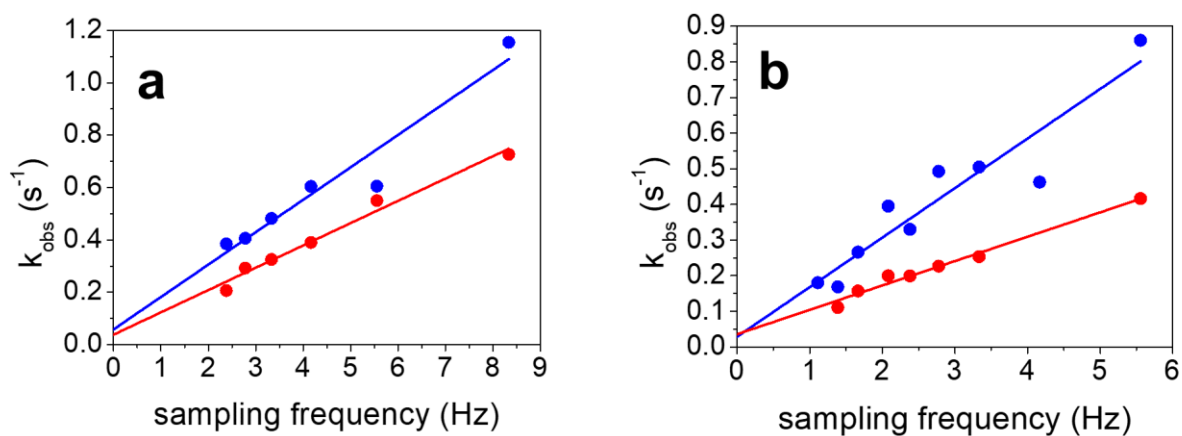 a
1.2
1.0
0.8
0.6
0.4
0.2
0.0
k_obs (s⁻¹)
0 1 2 3 4 5 6 7 8 9
sampling frequency (Hz)
b
0.9
0.8
0.7
0.6
0.5
0.4
0.3
0.2
0.1
0.0
k_obs (s⁻¹)
0 1 2 3 4 5 6
sampling frequency (Hz)